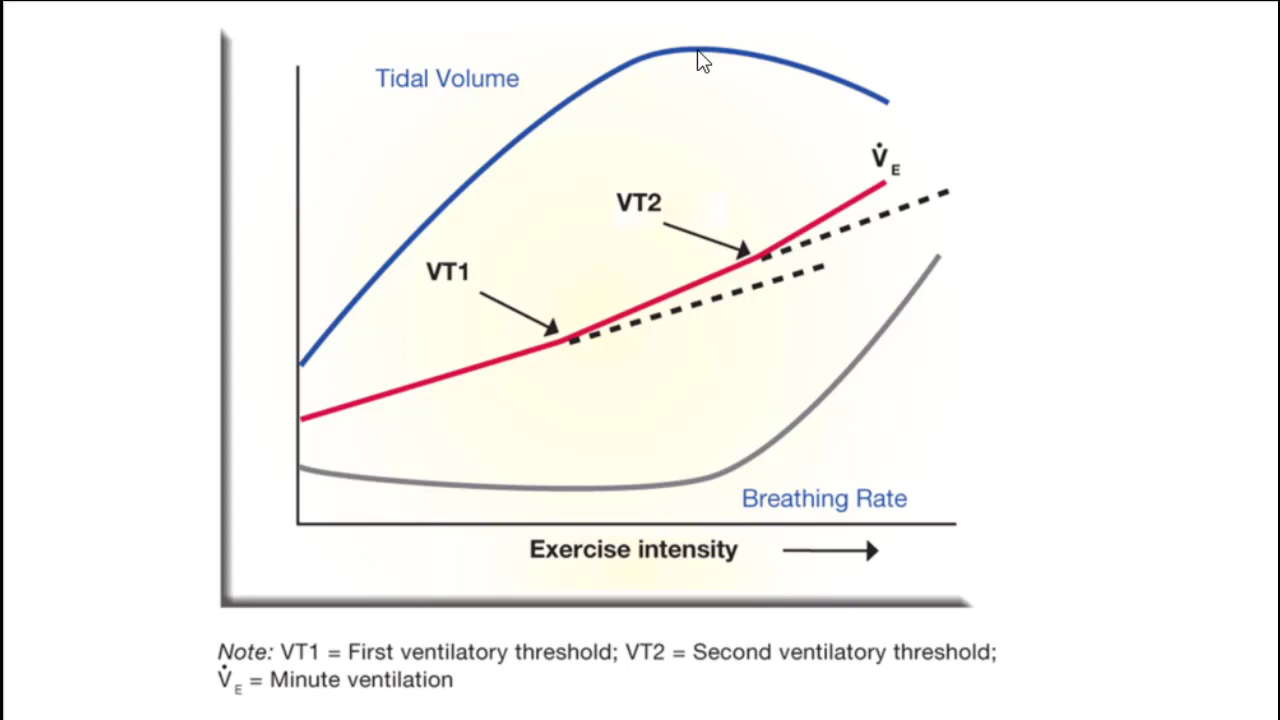 Tidal Volume
V̇E
VT2
VT1
Breathing Rate
Exercise intensity
Note: VT1 = First ventilatory threshold; VT2 = Second ventilatory threshold;
V̇E = Minute ventilation